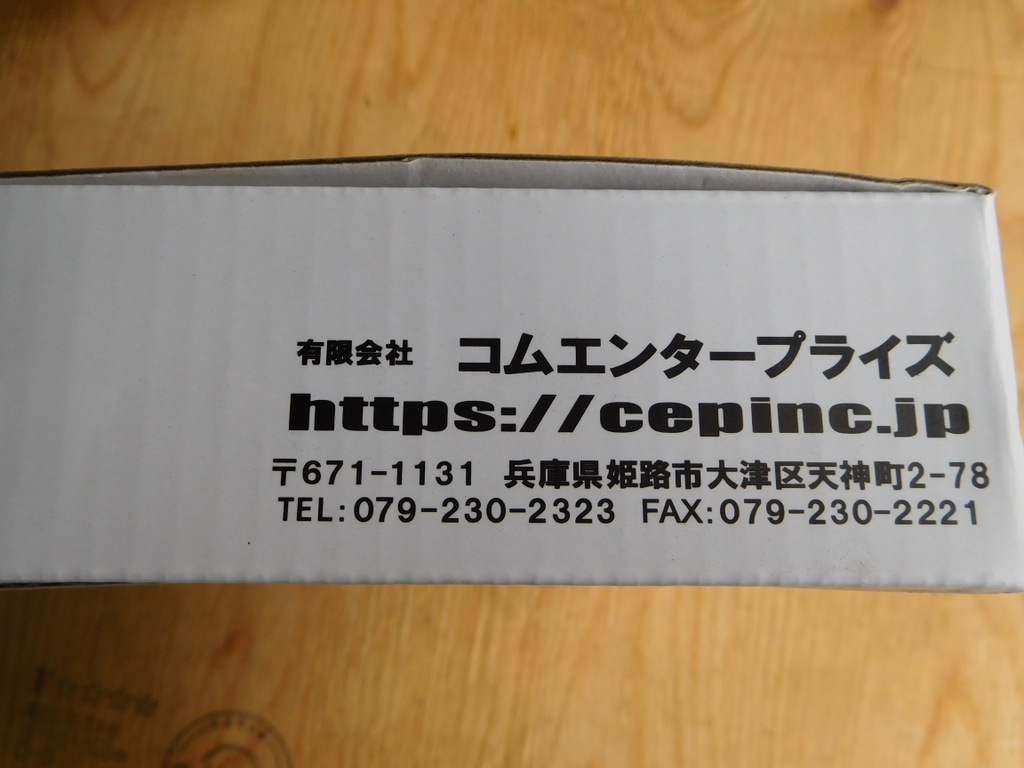 有限会社 コムエンタープライズ
https://cepinc.jp
〒671-1131 兵庫県姫路市大津区天神町2-78
TEL:079-230-2323 FAX:079-230-2221